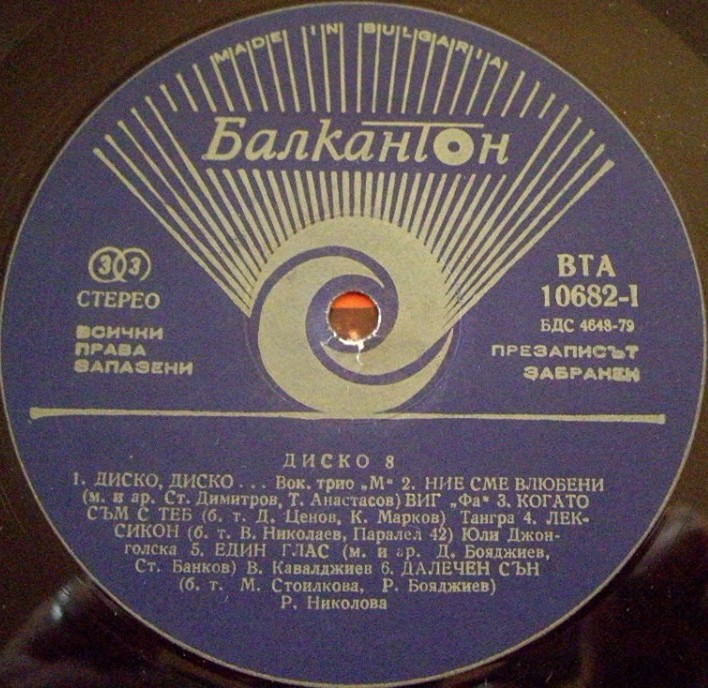 MADE IN BULGARIA
Балкантон
33
СТЕРЕО
ВСИЧКИ
ПРАВА
ЗАПАЗЕНИ
ВТА
10682-I
БДС 4648-79
ПРЕЗАПИСЪТ
ЗАБРАНЕН
ДИСКО 8
1. ДИСКО, ДИСКО... Вок. трио „М“ 2. НИЕ СМЕ ВЛЮБЕНИ
(м. и ар. Ст. Димитров, Т. Анастасов) ВИГ „Фа“ 3. КОГАТО
СЪМ С ТЕБ (б. т. Д. Ценов, К. Марков) Тангра 4. ЛЕК-
СИКОН (б. т. В. Николаев, Паралел 42) Юли Джон-
голска 5. ЕДИН ГЛАС (м. и ар. Д. Бояджиев,
Ст. Банков) В. Кавалджиев 6. ДАЛЕЧЕН СЪН
(б. т. М. Стоилкова, Р. Бояджиев)
Р. Николова